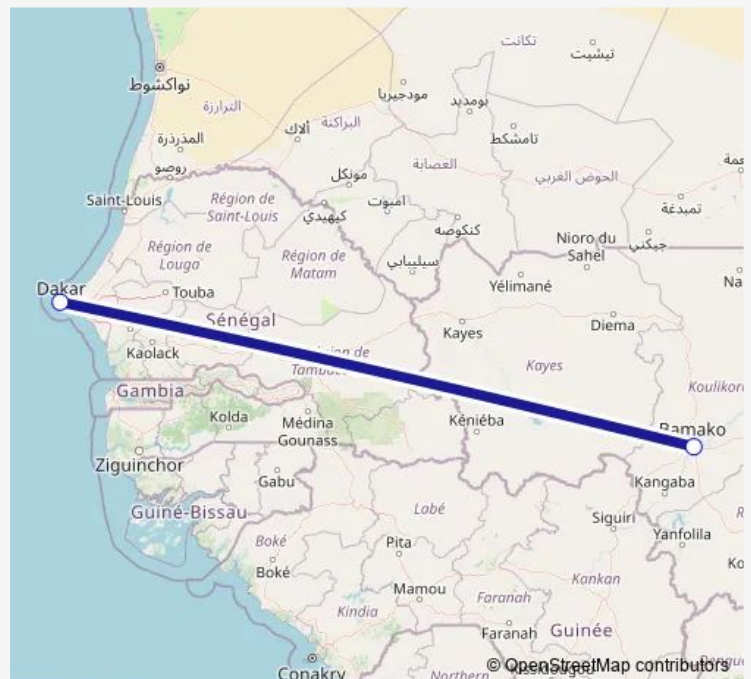 تكانت
تيشيت
نواكشوط
مودجيريا
بومديد
الترارزة
المذرذرة
ألاك
البراكنة
تامشكط
روصو
مونكل
العصابة
الحوض الغربي
Saint-Louis
Région de
Saint-Louis
كيهيدي
امبوت
تمبدغة
كنكوصه
Nioro du
Sahel
جيكني
Région de
Louga
Région de
Matam
سيليبابي
Yélimané
Dakar
Touba
Sénégal
Kayes
Diema
Kaolack
Kayes
Gambia
Kolda
Médina
Gounass
Kéniéba
Bamako
Ziguinchor
Gabu
Kangaba
Guiné-Bissau
Labé
Siguiri
Yanfolila
Boké
Boké
Pita
Mamou
Kankan
Kindia
Faranah
Faranah
Guinée
Conakry
Northern
© OpenStreetMap contributors